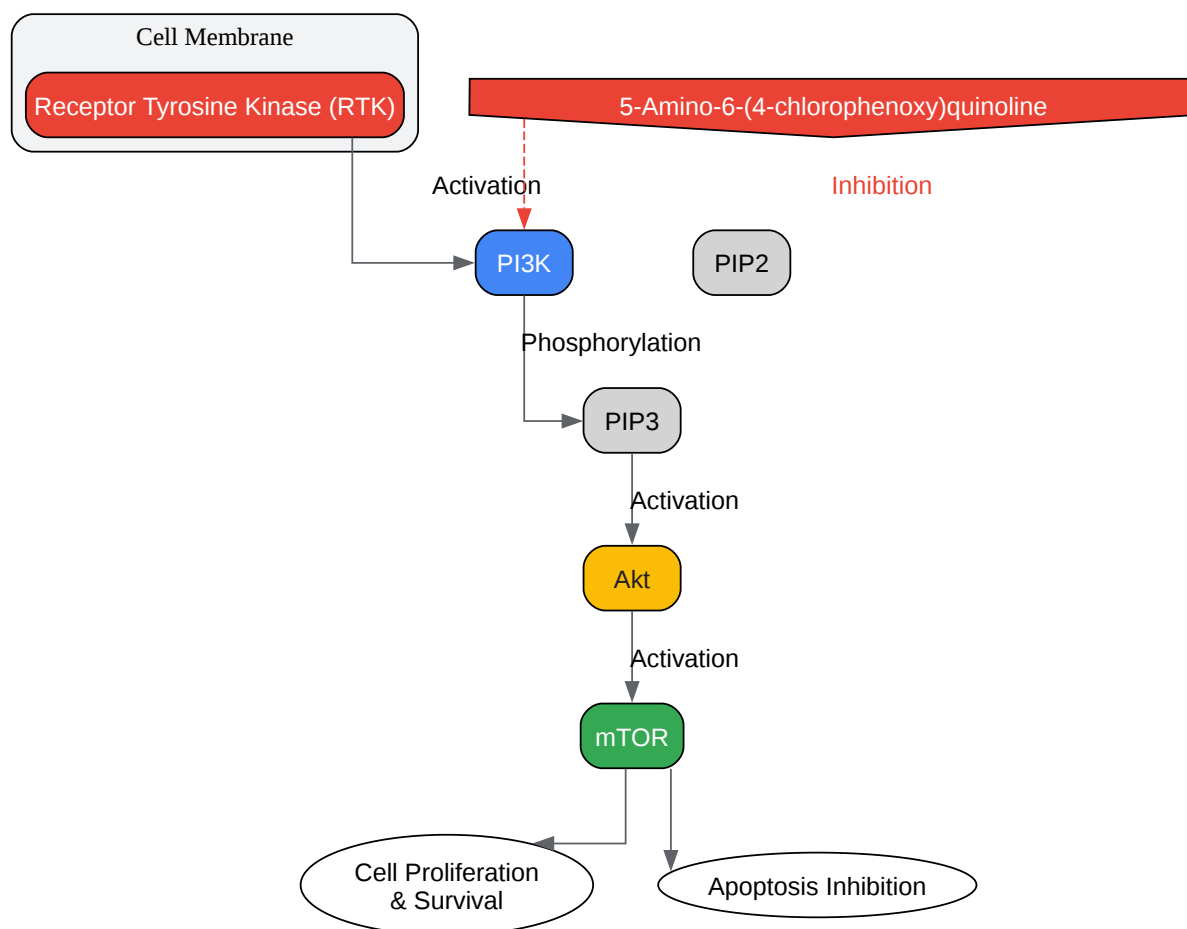 Cell Membrane
Receptor Tyrosine Kinase (RTK)
5-Amino-6-(4-chlorophenoxy)quinoline
Activation
Inhibition
PI3K
PIP2
Phosphorylation
PIP3
Activation
Akt
Activation
mTOR
Cell Proliferation
& Survival
Apoptosis Inhibition